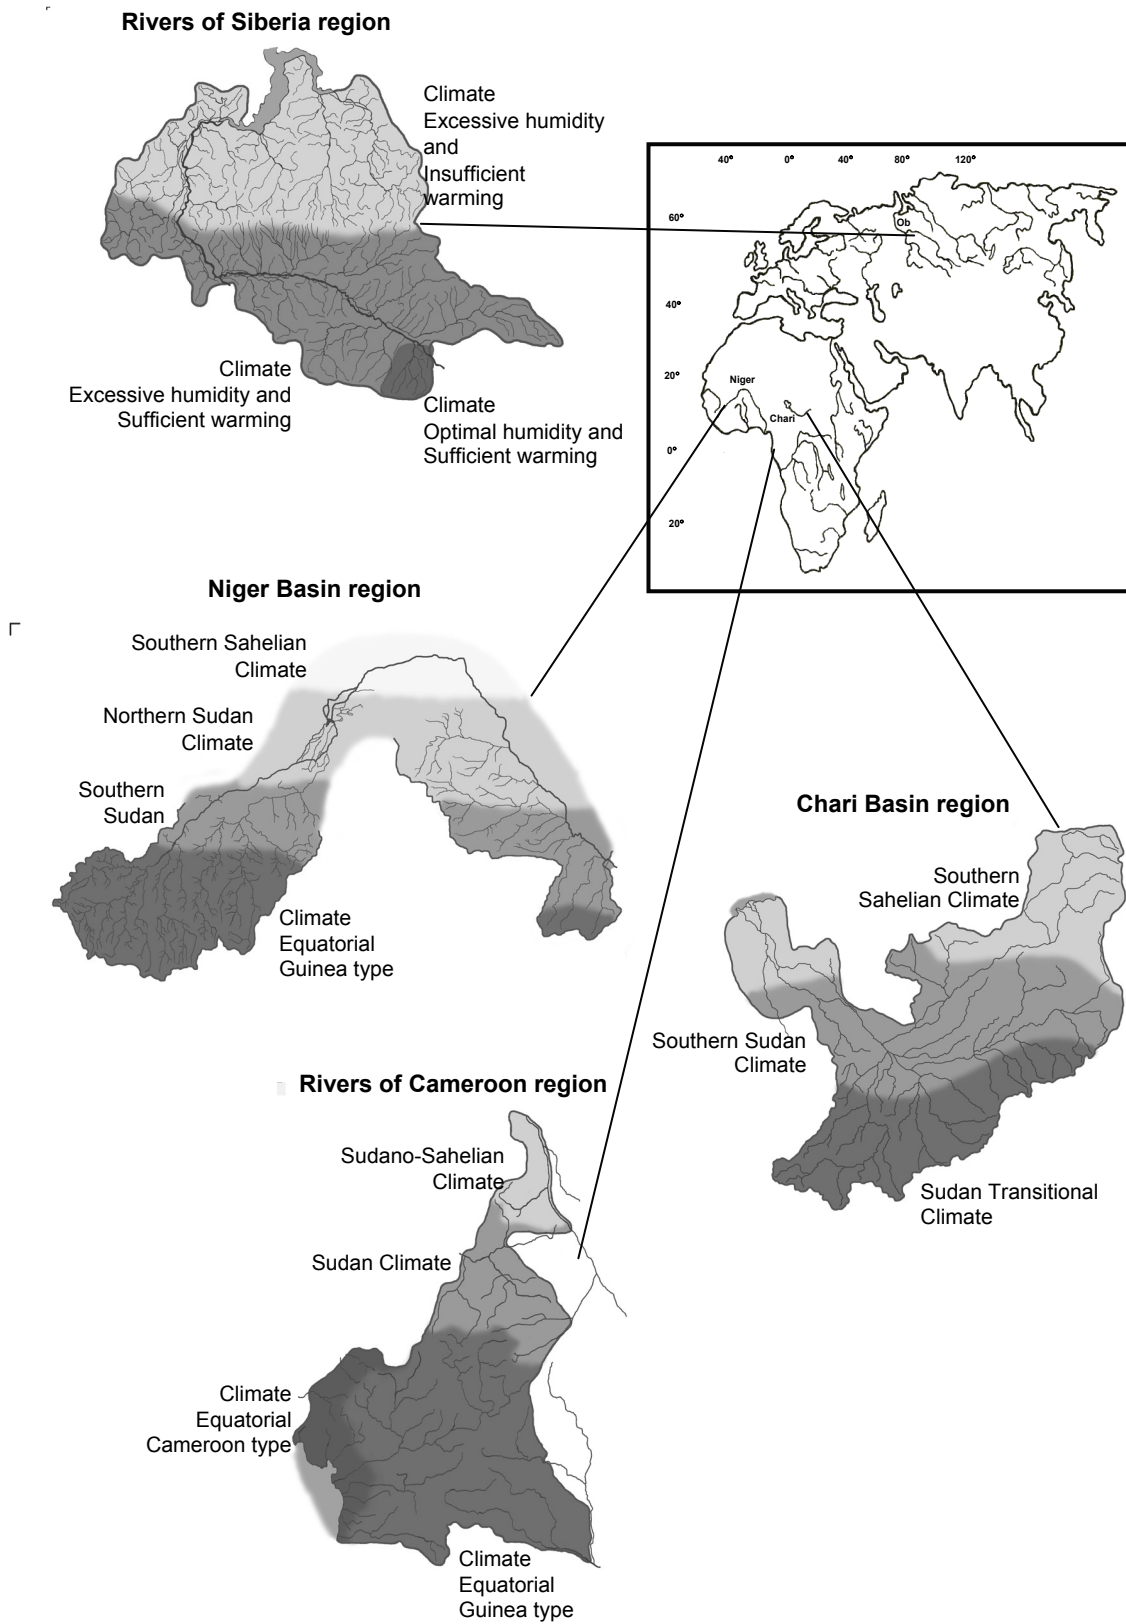 Rivers of Siberia region
Climate
Excessive humidity
and
Insufficient
warming
Climate
Excessive humidity and
Sufficient warming
Climate
Optimal humidity and
Sufficient warming
40°
0°
40°
80°
120°
60°
40°
20°
0°
20°
Ob
Niger
Chari
Niger Basin region
Southern Sahelian
Climate
Northern Sudan
Climate
Southern
Sudan
Climate
Equatorial
Guinea type
Chari Basin region
Southern
Sahelian Climate
Southern Sudan
Climate
Sudan Transitional
Climate
Rivers of Cameroon region
Sudano-Sahelian
Climate
Sudan Climate
Climate
Equatorial
Cameroon type
Climate
Equatorial
Guinea type